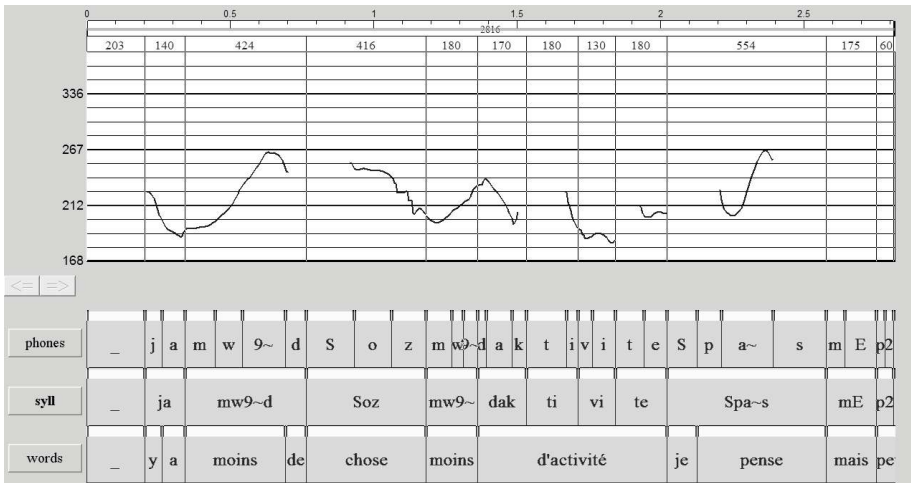 0 0.5 1 1.5 2 2.5
2816
203 140 424 416 180 170 180 130 180 554 175 60
336
267
212
168
<= =>
phones _ j a m w 9~ d S o z m w 9~ d a k t i v i t e S p a~ s m E p 2
syll _ ja mw9~d Soz mw9~ dak ti vi te Spa~s mE p2
words _ y a moins de chose moins d'activité je pense mais pe